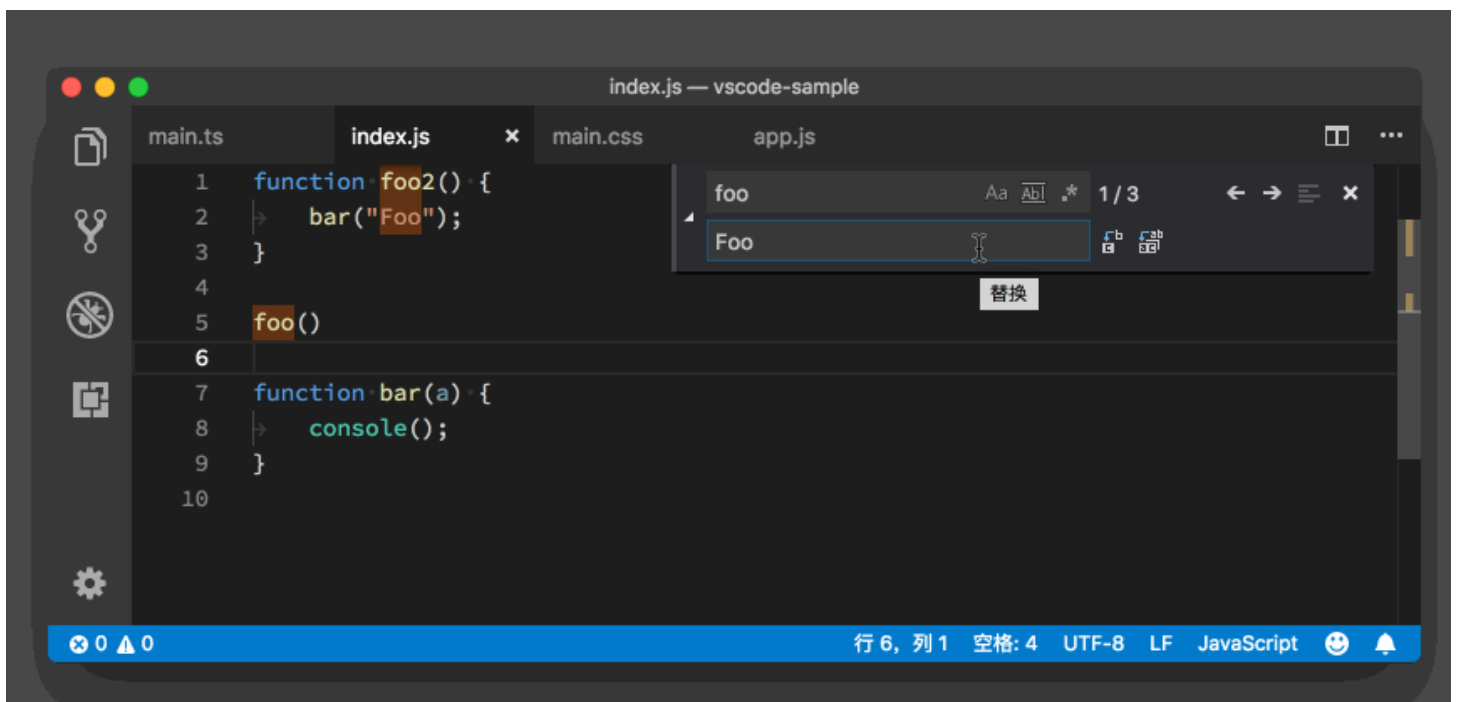 index.js — vscode-sample
main.ts index.js × main.css app.js
foo Aa Abl .* 1 / 3
Foo
替换
1 function foo2() {
2 bar("Foo");
3 }
4
5 foo()
6
7 function bar(a) {
8 console();
9 }
10
0 0 行 6，列 1 空格: 4 UTF-8 LF JavaScript